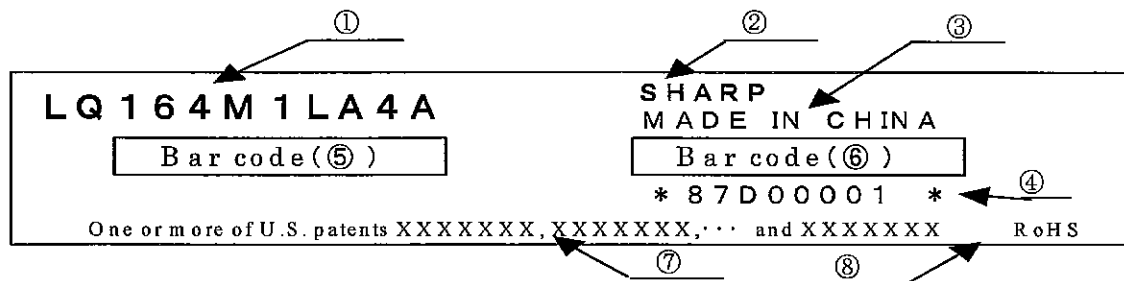 ① ② ③
LQ164M1LA4A SHARP
MADE IN CHINA
Bar code(⑤) Bar code(⑥)
* 87D00001 * ④
One or more of U.S. patents XXXXXXX,XXXXXXX,··· and XXXXXXX RoHS
⑦ ⑧